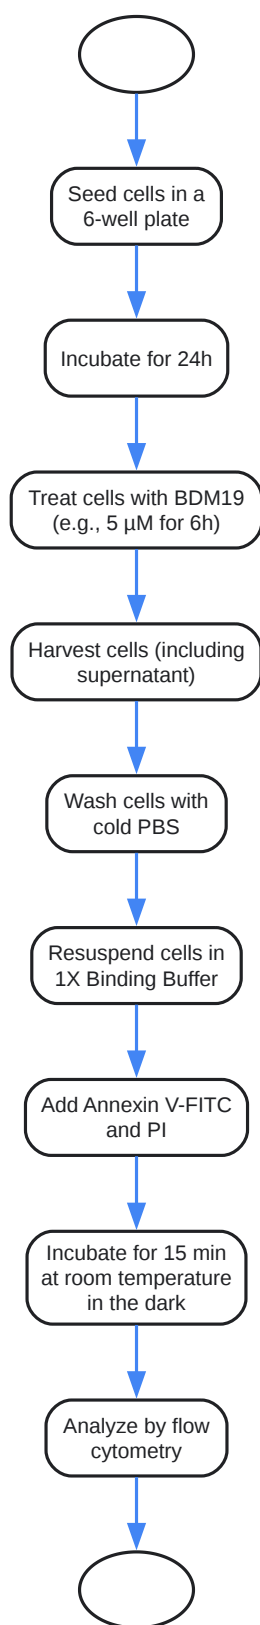 Seed cells in a
6-well plate
Incubate for 24h
Treat cells with BDM19
(e.g., 5 µM for 6h)
Harvest cells (including
supernatant)
Wash cells with
cold PBS
Resuspend cells in
1X Binding Buffer
Add Annexin V-FITC
and PI
Incubate for 15 min
at room temperature
in the dark
Analyze by flow
cytometry